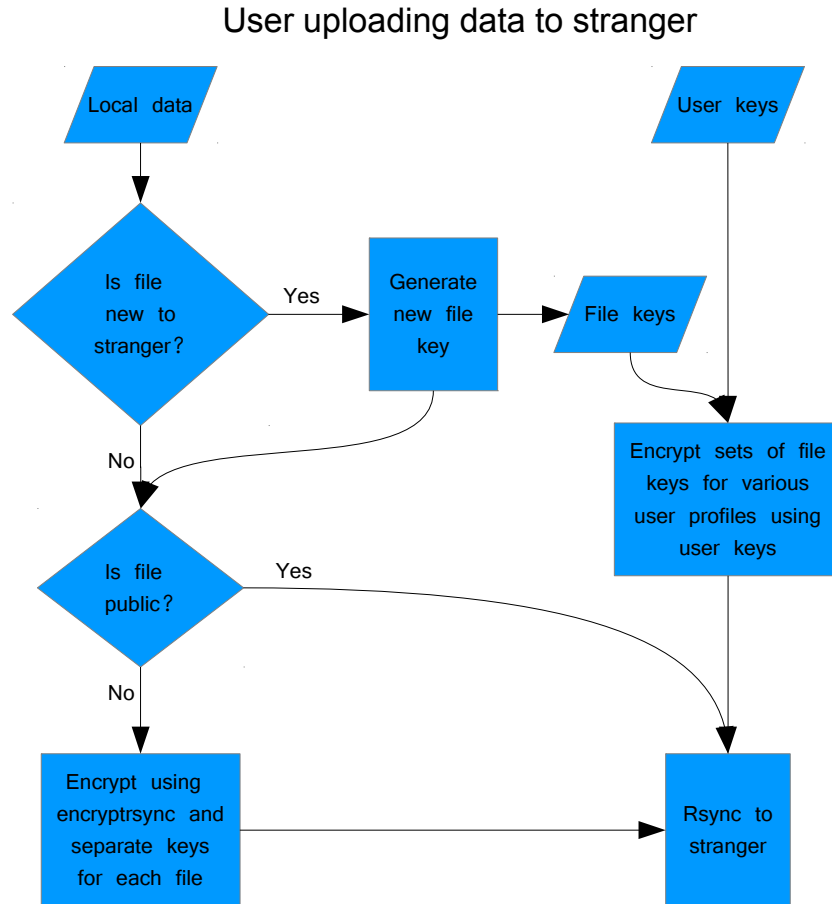 User uploading data to stranger
Local data
User keys
Is file
new to
stranger?
Yes
Generate
new file
key
File keys
No
Encrypt sets of file
keys for various
user profiles using
user keys
Is file
public?
Yes
No
Encrypt using
encryptrsync and
separate keys
for each file
Rsync to
stranger